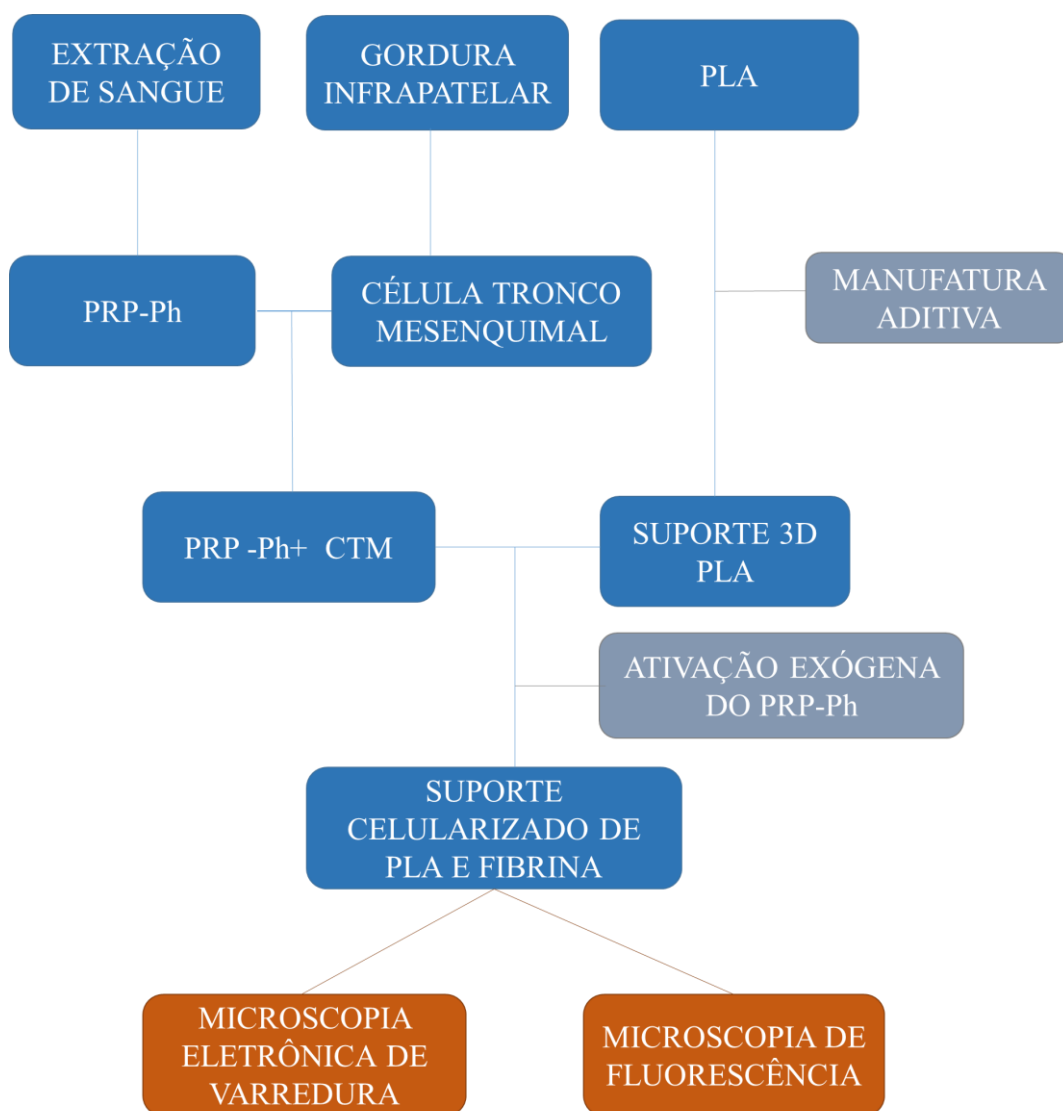 EXTRAÇÃO
DE SANGUE
GORDURA
INFRAPATELAR
PLA
PRP-Ph
CÉLULA TRONCO
MESENQUIMAL
MANUFATURA
ADITIVA
PRP -Ph+ CTM
SUPORTE 3D
PLA
ATIVAÇÃO EXÓGENA
DO PRP-Ph
SUPORTE
CELULARIZADO DE
PLA E FIBRINA
MICROSCOPIA
ELETRÔNICA DE
VARREDURA
MICROSCOPIA DE
FLUORESCÊNCIA